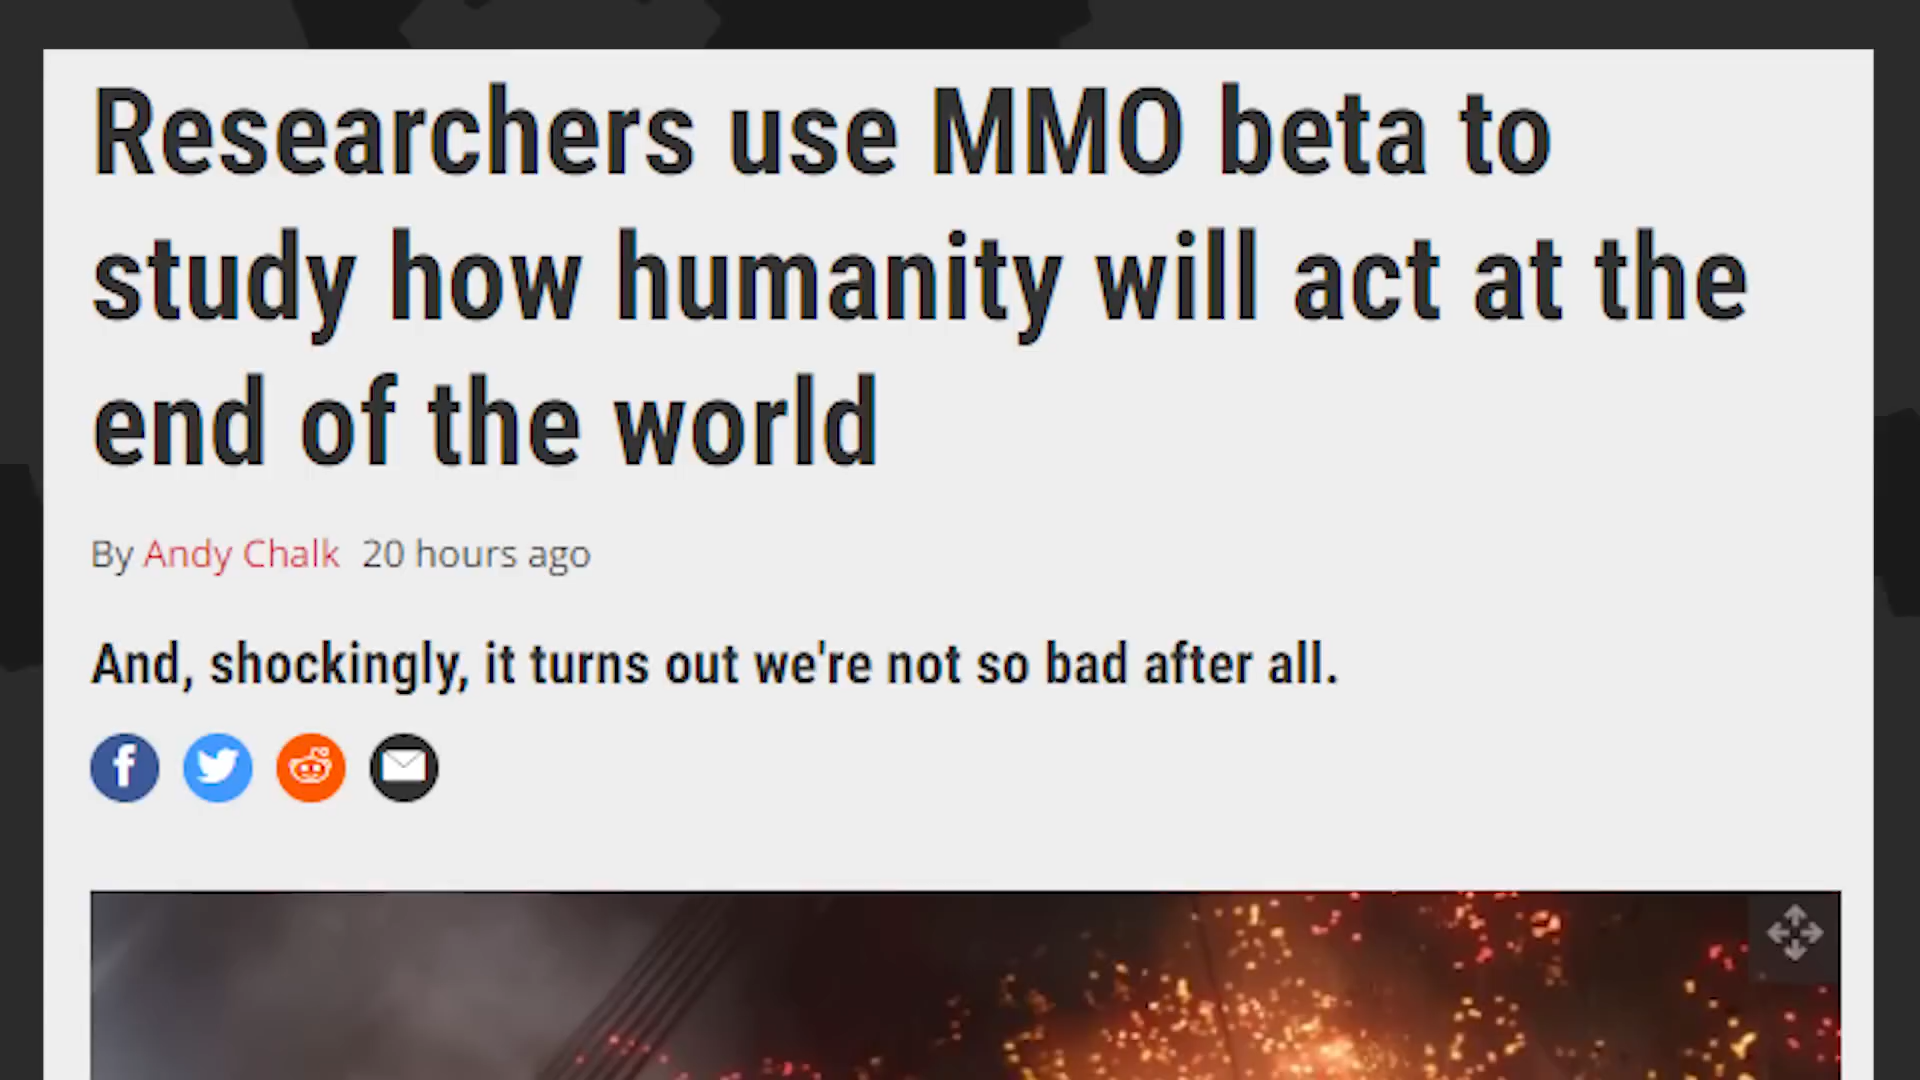 Researchers use MMO beta to
study how humanity will act at the
end of the world
By Andy Chalk 20 hours ago
And, shockingly, it turns out we're not so bad after all.